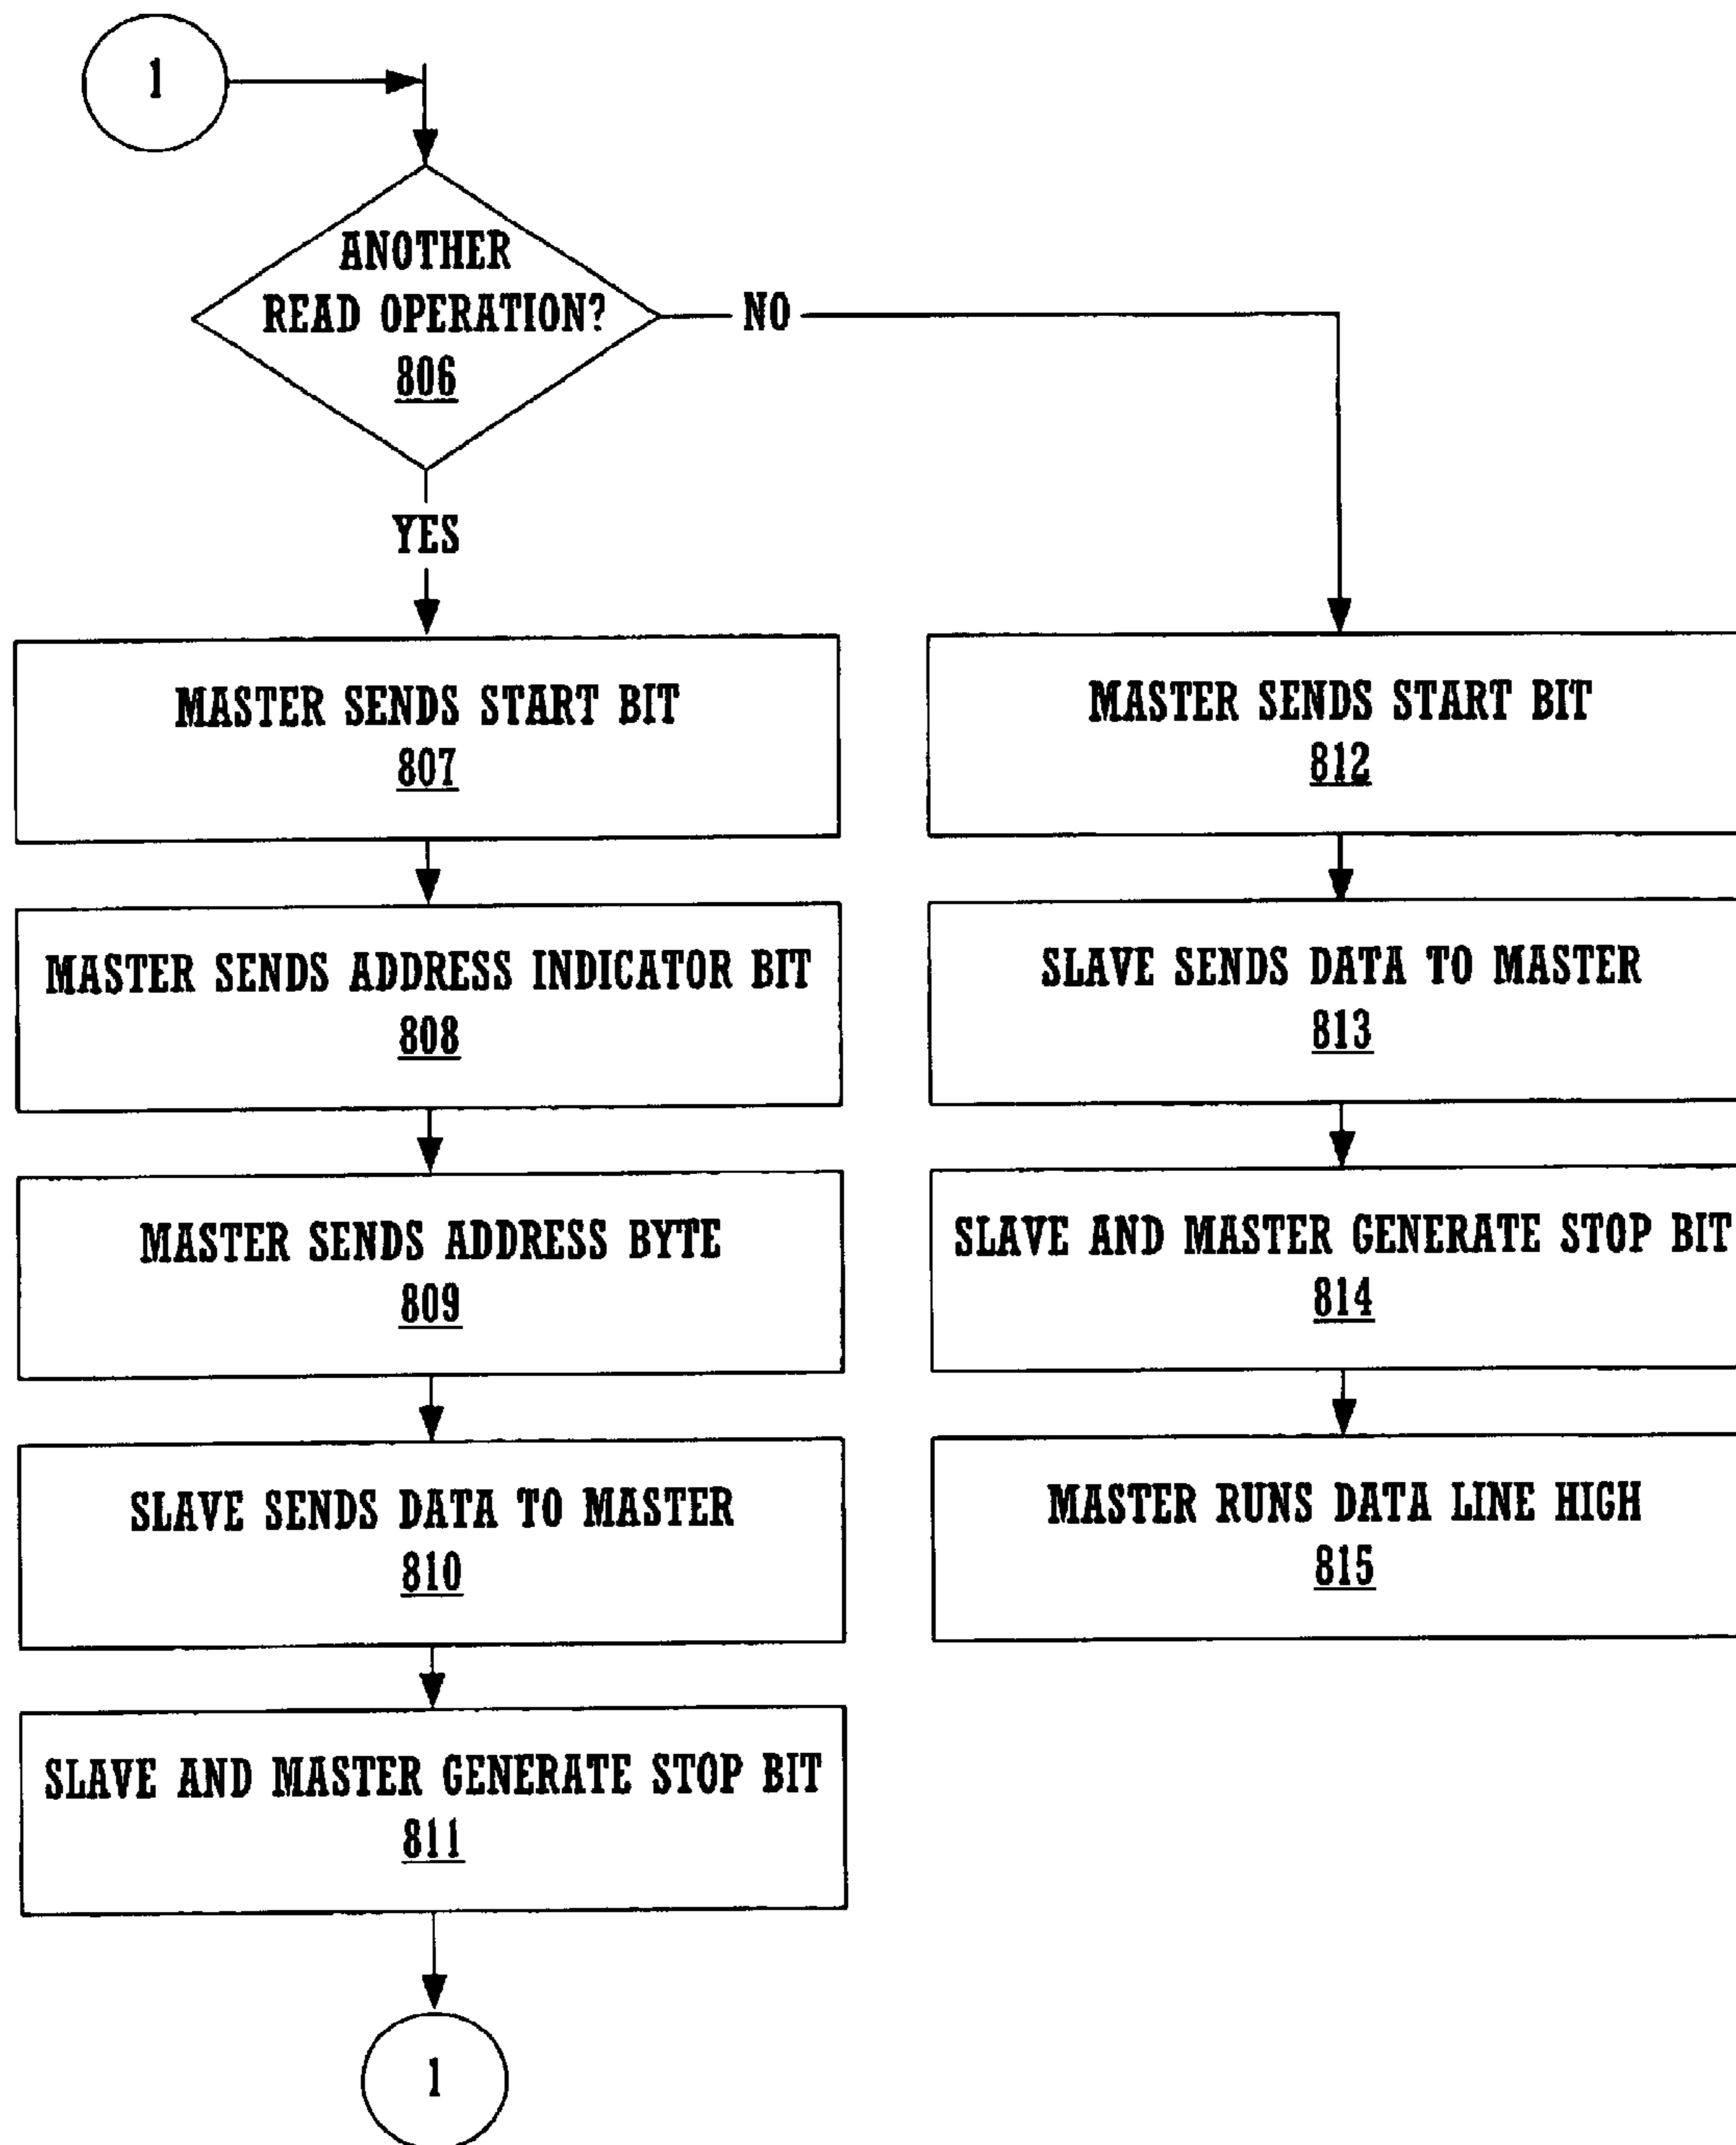 1
ANOTHER
READ OPERATION?
806
NO
YES
MASTER SENDS START BIT
807
MASTER SENDS ADDRESS INDICATOR BIT
808
MASTER SENDS ADDRESS BYTE
809
SLAVE SENDS DATA TO MASTER
810
SLAVE AND MASTER GENERATE STOP BIT
811
1
MASTER SENDS START BIT
812
SLAVE SENDS DATA TO MASTER
813
SLAVE AND MASTER GENERATE STOP BIT
814
MASTER RUNS DATA LINE HIGH
815